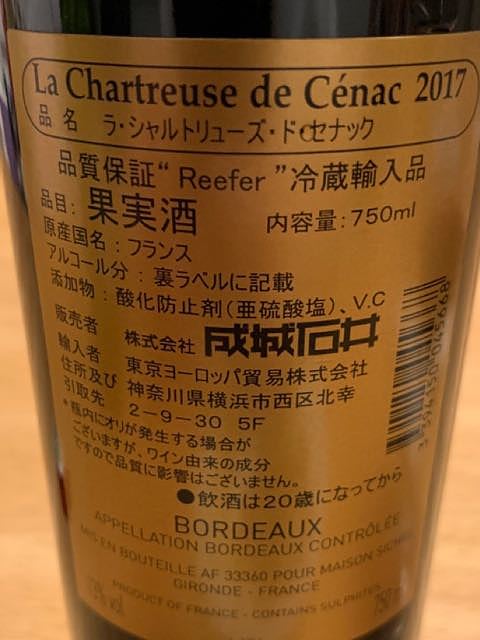 La Chartreuse de Cénac 2017
品名 ラ・シャルトリューズ・ド・セナック
品質保証“Reefer”冷蔵輸入品
品目:果実酒 内容量:750ml
原産国名:フランス
アルコール分:裏ラベルに記載
添加物:酸化防止剤(亜硫酸塩)、V.C
販売者 株式会社 成城石井
輸入者 東京ヨーロッパ貿易株式会社
住所及び 神奈川県横浜市西区北幸
引取先 2-9-30 5F
*瓶内にオリが発生する場合が
ございますが、ワイン由来の成分
ですので品質に影響はございません。
●飲酒は20歳になってから
BORDEAUX
APPELLATION BORDEAUX CONTRÔLÉE
MIS EN BOUTEILLE AF 33360 POUR MAISON SICHEL
GIRONDE - FRANCE
PRODUCT OF FRANCE - CONTAINS SULPHITES